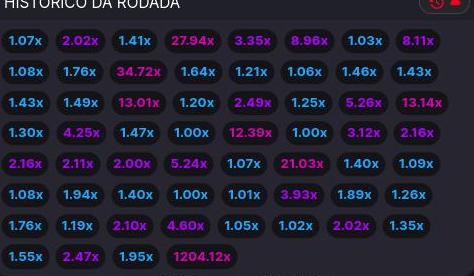 HISTÓRICO DA RODADA
1.07x 2.02x 1.41x 27.94x 3.35x 8.96x 1.03x 8.11x
1.08x 1.76x 34.72x 1.64x 1.21x 1.06x 1.46x 1.43x
1.43x 1.49x 13.01x 1.20x 2.49x 1.25x 5.26x 13.14x
1.30x 4.25x 1.47x 1.00x 12.39x 1.00x 3.12x 2.16x
2.16x 2.11x 2.00x 5.24x 1.07x 21.03x 1.40x 1.09x
1.08x 1.94x 1.40x 1.00x 1.01x 3.93x 1.89x 1.26x
1.76x 1.19x 2.10x 4.60x 1.05x 1.02x 2.02x 1.35x
1.55x 2.47x 1.95x 1204.12x